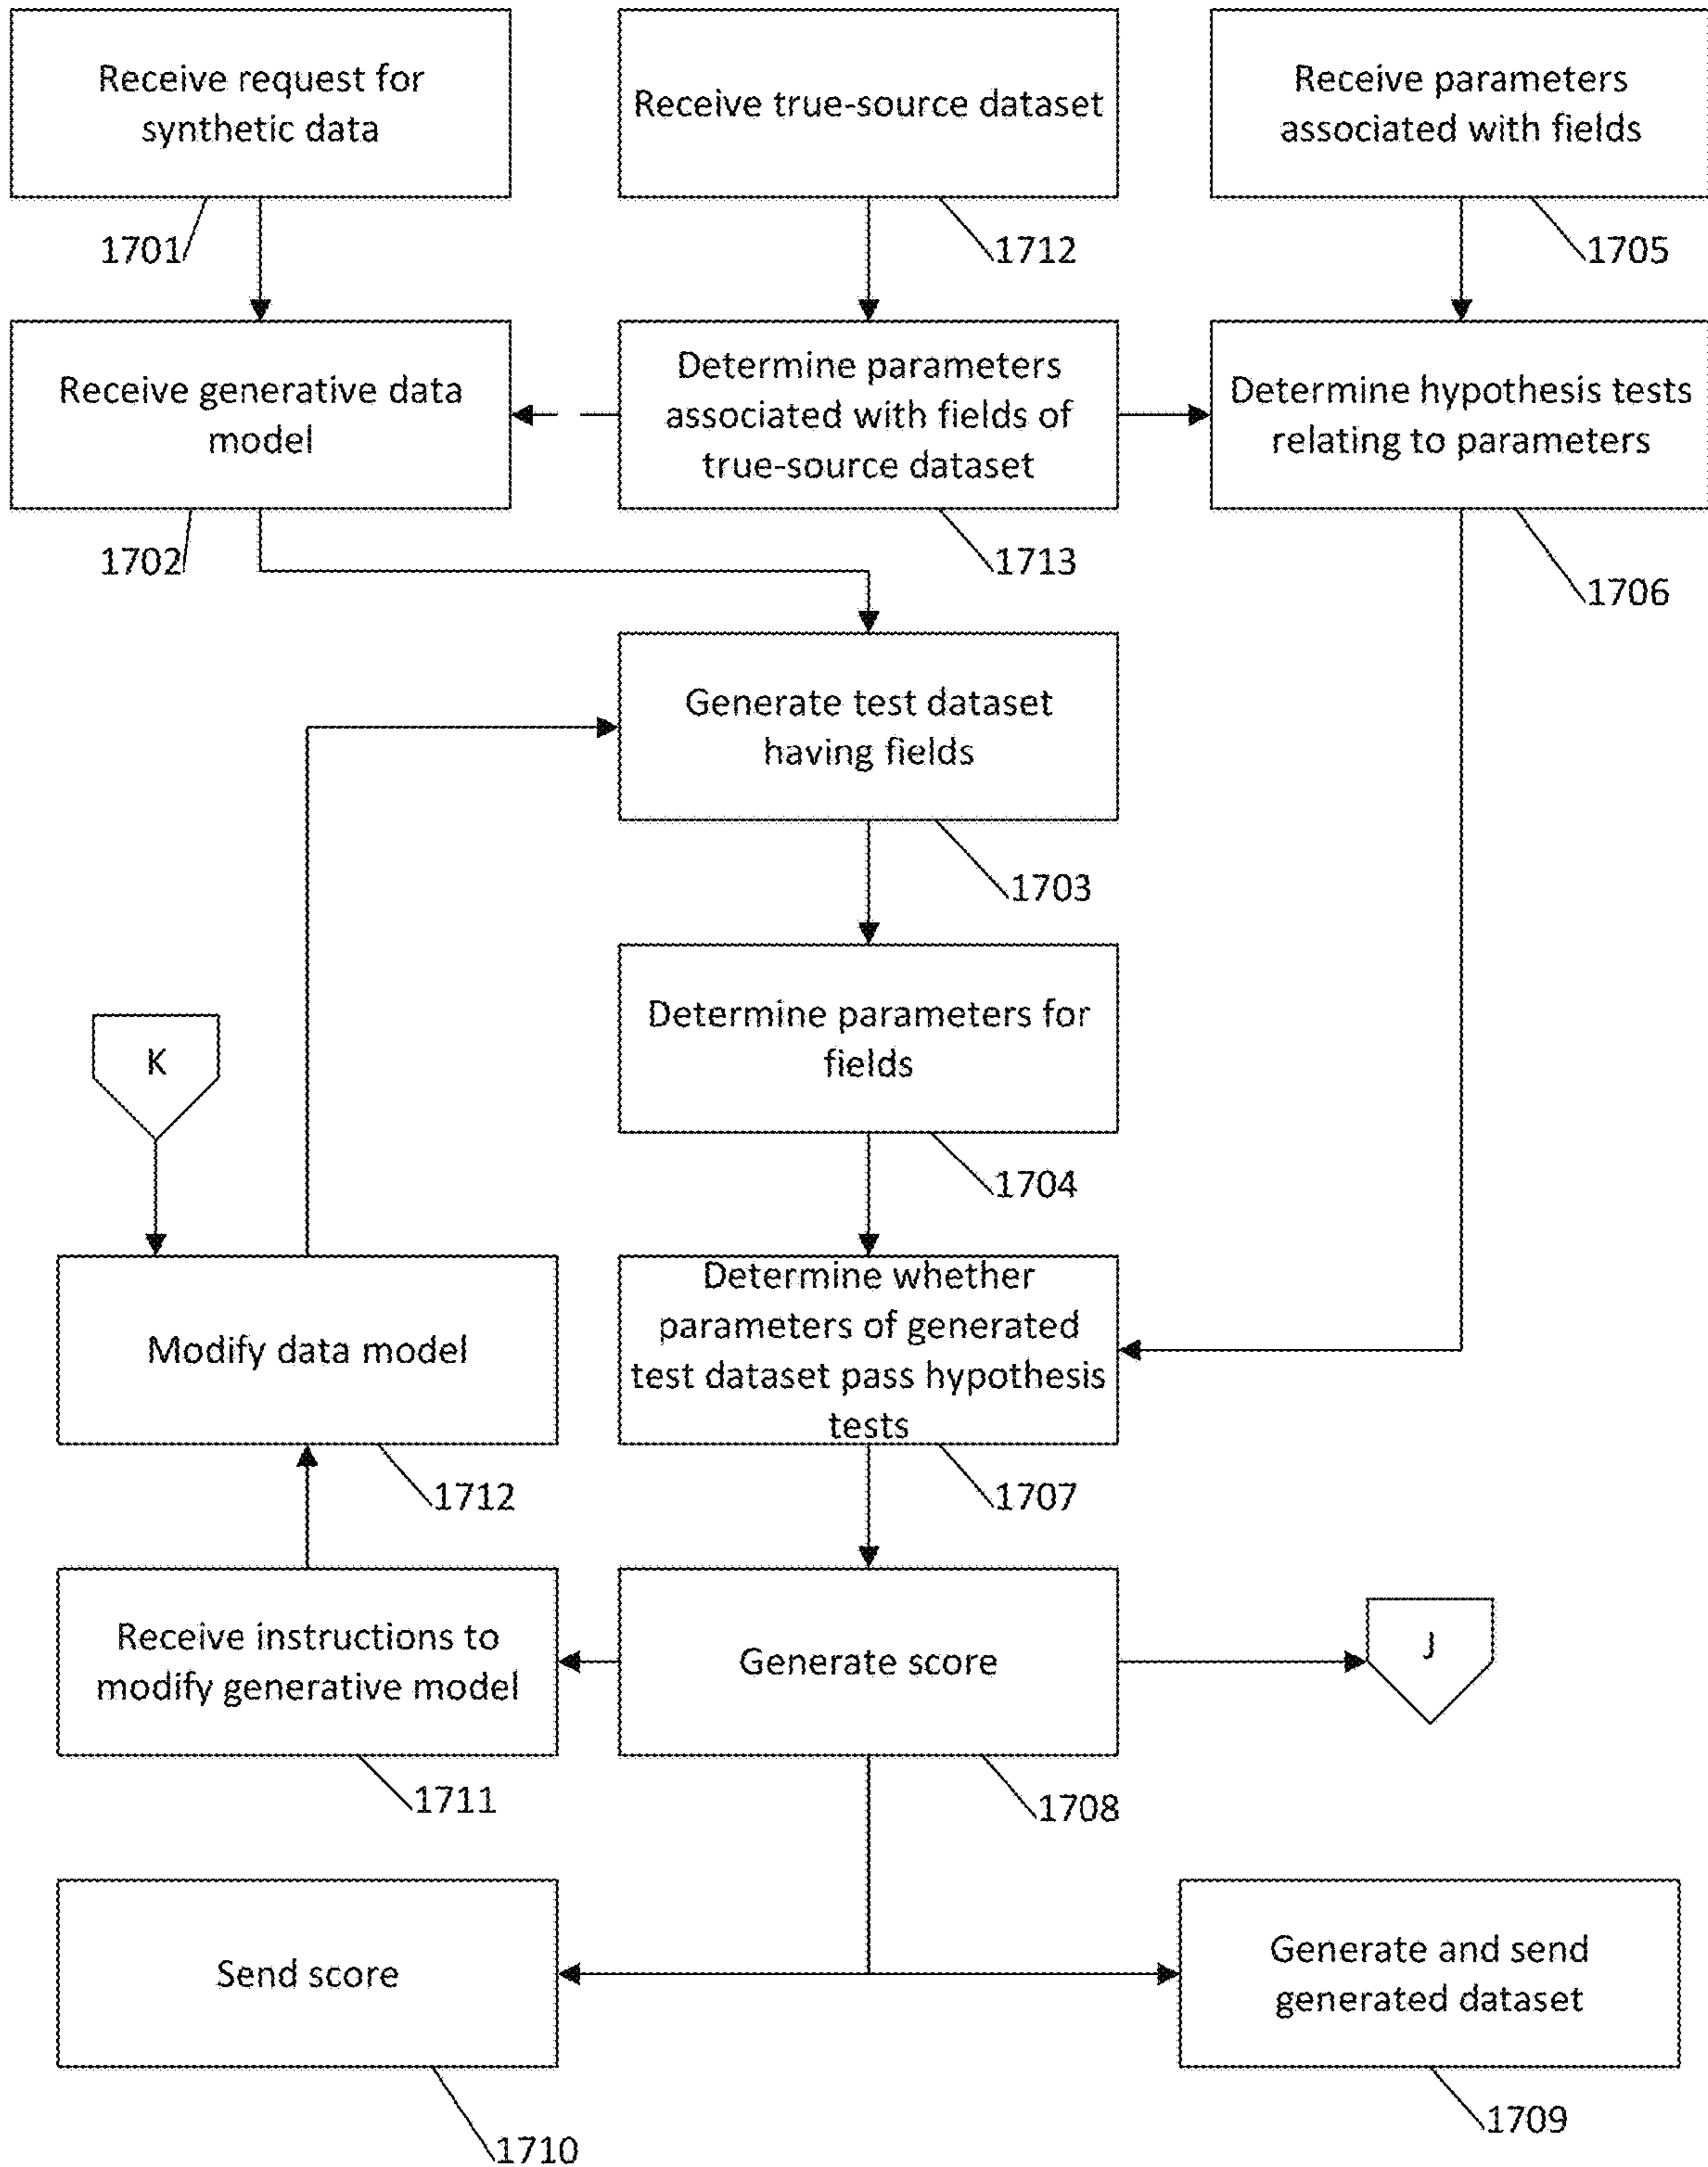 Receive request for
synthetic data
Receive true-source dataset
Receive parameters
associated with fields
1701
1712
1705
Receive generative data
model
Determine parameters
associated with fields of
true-source dataset
Determine hypothesis tests
relating to parameters
1702
1713
1706
Generate test dataset
having fields
1703
Determine parameters for
fields
K
1704
Modify data model
Determine whether
parameters of generated
test dataset pass hypothesis
tests
1712
1707
Receive instructions to
modify generative model
Generate score
J
1711
1708
Send score
Generate and send
generated dataset
1710
1709